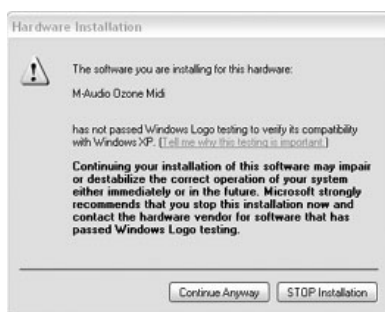 Hardware Installation
The software you are installing for this hardware:
M-Audio Ozone Midi
has not passed Windows Logo testing to verify its compatibility
with Windows XP. (Tell me why this testing is important.)
Continuing your installation of this software may impair
or destabilize the correct operation of your system
either immediately or in the future. Microsoft strongly
recommends that you stop this installation now and
contact the hardware vendor for software that has
passed Windows Logo testing.
Continue Anyway
STOP Installation